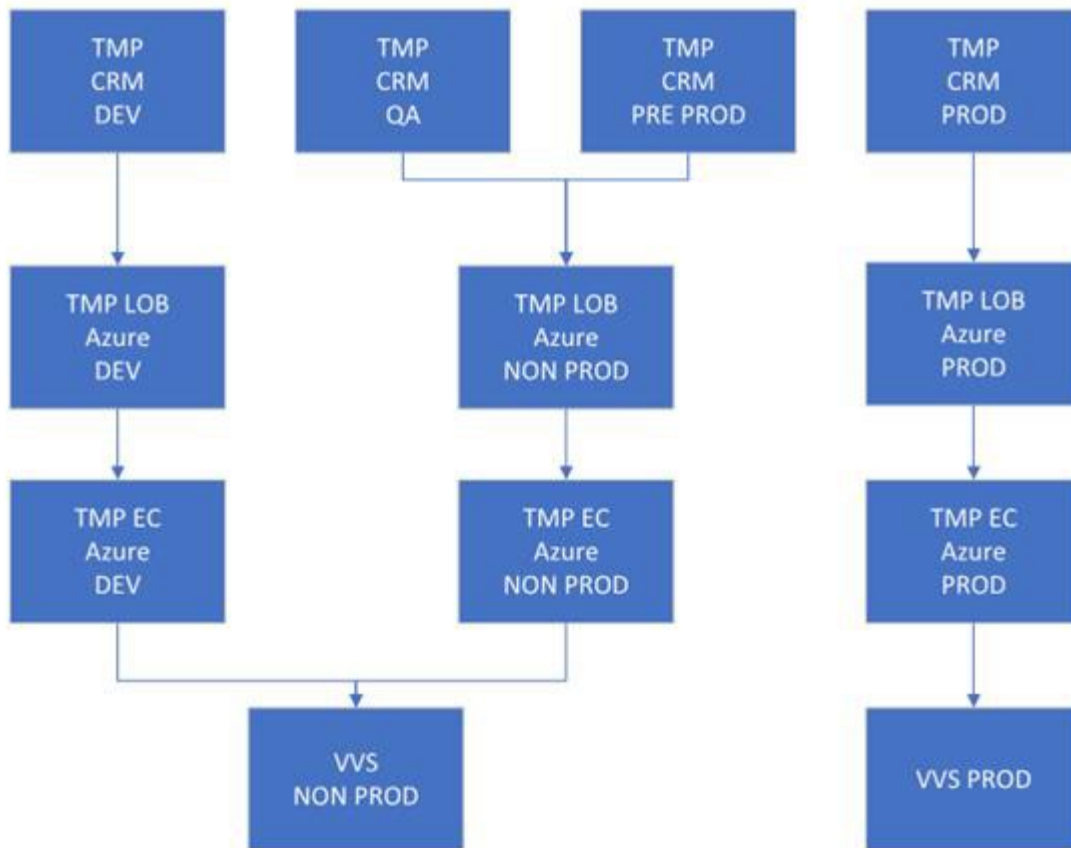 TMP
CRM
DEV
TMP
CRM
QA
TMP
CRM
PRE PROD
TMP
CRM
PROD
TMP LOB
Azure
DEV
TMP LOB
Azure
NON PROD
TMP LOB
Azure
PROD
TMP EC
Azure
DEV
TMP EC
Azure
NON PROD
TMP EC
Azure
PROD
VVS
NON PROD
VVS PROD